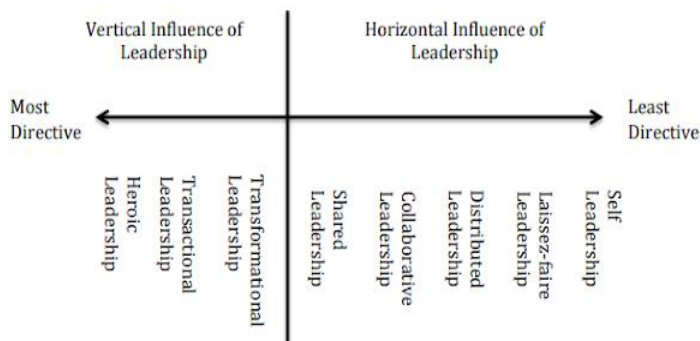 Vertical Influence of
Leadership
Horizontal Influence of
Leadership
Most
Directive
Least
Directive
Heroic
Leadership
Transactional
Leadership
Transformational
Leadership
Shared
Leadership
Collaborative
Leadership
Distributed
Leadership
Laissez-faire
Leadership
Self
Leadership